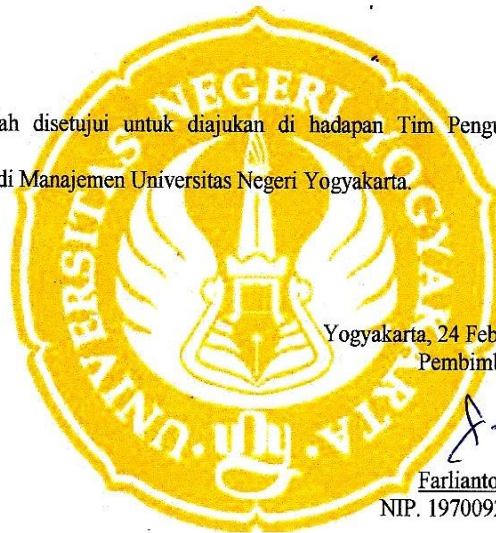 ah disetujui untuk diajukan di hadapan Tim Pengu
di Manajemen Universitas Negeri Yogyakarta.
UNIVERSITAS NEGERI YOGYAKARTA
Yogyakarta, 24 Feb
Pembimb
Farlianto
NIP. 1970092